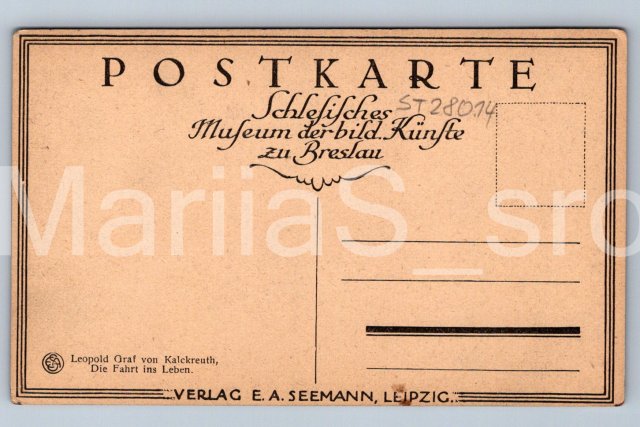 POSTKARTE
Schlesisches
Museum der bild. Künste
zu Breslau
ST28014
MariiaS_sro
Leopold Graf von Kalckreuth,
Die Fahrt ins Leben.
VERLAG E. A. SEEMANN, LEIPZIG.